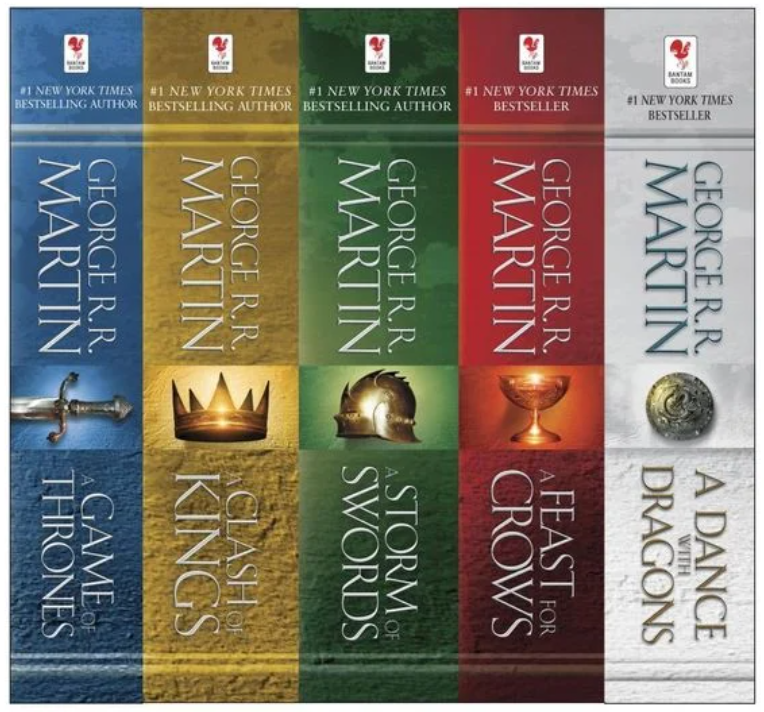 BANTAM
BOOKS
#1 NEW YORK TIMES
BESTSELLING AUTHOR
GEORGE R.R.
MARTIN
A GAME OF
THRONES
BANTAM
BOOKS
#1 NEW YORK TIMES
BESTSELLING AUTHOR
GEORGE R.R.
MARTIN
A CLASH OF
KINGS
BANTAM
BOOKS
#1 NEW YORK TIMES
BESTSELLING AUTHOR
GEORGE R.R.
MARTIN
A STORM OF
SWORDS
BANTAM
BOOKS
#1 NEW YORK TIMES
BESTSELLER
GEORGE R.R.
MARTIN
A FEAST FOR
CROWS
BANTAM
BOOKS
#1 NEW YORK TIMES
BESTSELLER
GEORGE R.R.
MARTIN
A DANCE
WITH
DRAGONS